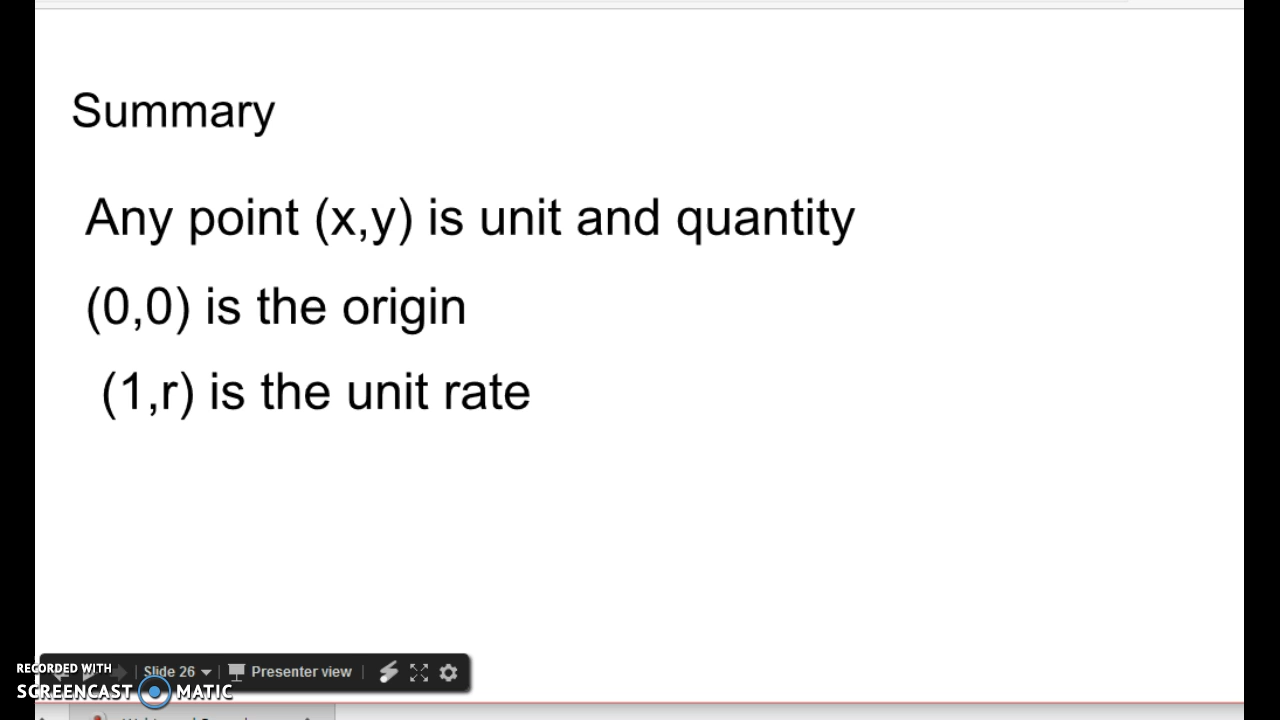 Summary
Any point (x,y) is unit and quantity
(0,0) is the origin
(1,r) is the unit rate
Slide 26
Presenter view
RECORDED WITH
SCREENCAST MATIC